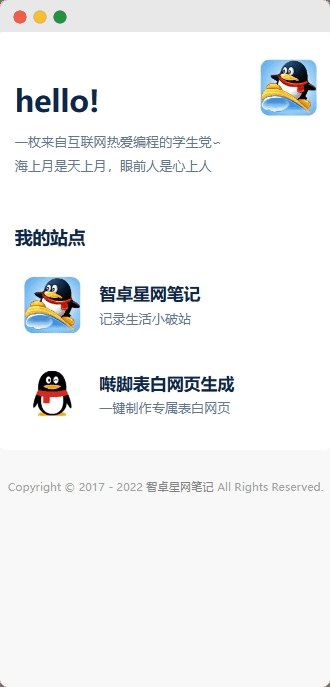 hello!
一枚来自互联网热爱编程的学生党~
海上月是天上月，眼前人是心上人
我的站点
智卓星网笔记
记录生活小破站
啃脚表白网页生成
一键制作专属表白网页
Copyright © 2017 - 2022 智卓星网笔记 All Rights Reserved.